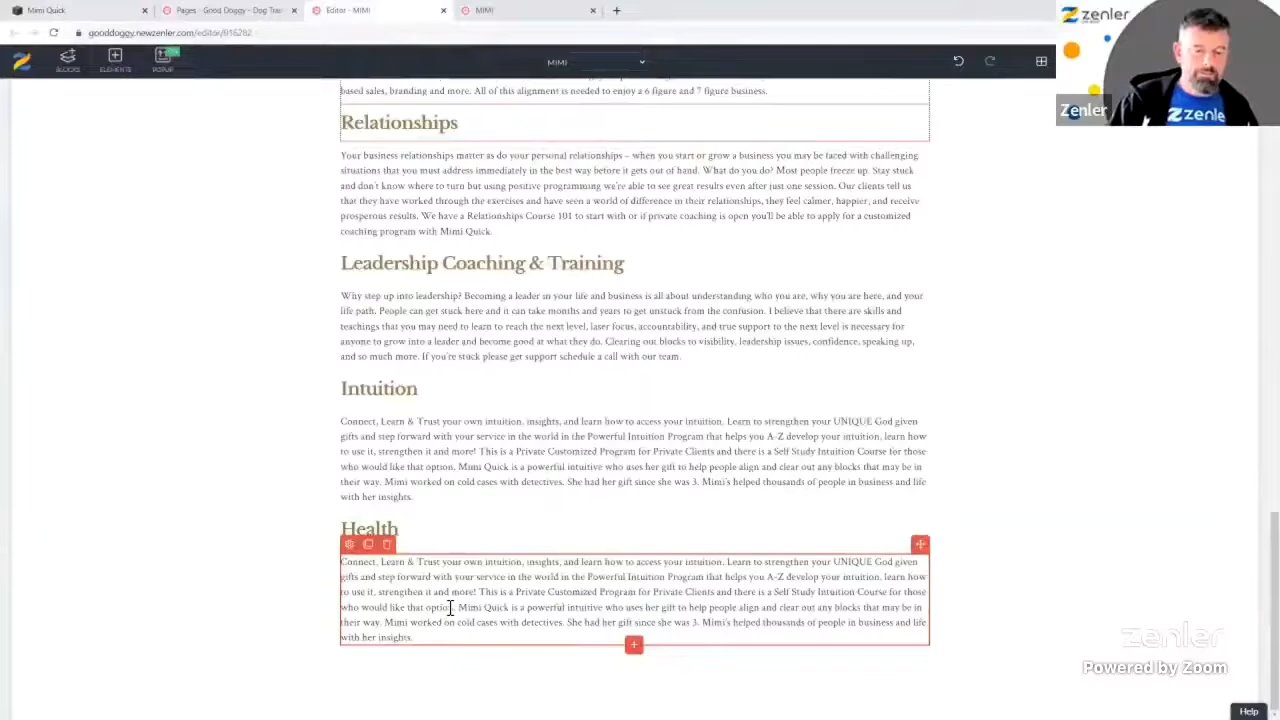 Mimi Quick
Pages - Good Doggy - Dog Trai
Editor - MIMI
MIMI
gooddoggy.newzenler.com/editor/916282
BLOCKS
ELEMENTS
POPUP
MIMI
zenler
Zenler
zenler
based sales, branding and more. All of this alignment is needed to enjoy a 6 figure and 7 figure business.
Relationships
Your business relationships matter as do your personal relationships – when you start or grow a business you may be faced with challenging
situations that you must address immediately in the best way before it gets out of hand. What do you do? Most people freeze up. Stay stuck
and don't know where to turn but using positive programming we're able to see great results even after just one session. Our clients tell us
that they have worked through the exercises and have seen a world of difference in their relationships, they feel calmer, happier, and receive
prosperous results. We have a Relationships Course 101 to start with or if private coaching is open you'll be able to apply for a customized
coaching program with Mimi Quick.
Leadership Coaching & Training
Why step up into leadership? Becoming a leader in your life and business is all about understanding who you are, why you are here, and your
life path. People can get stuck here and it can take months and years to get unstuck from the confusion. I believe that there are skills and
teachings that you may need to learn to reach the next level, laser focus, accountability, and true support to the next level is necessary for
anyone to grow into a leader and become good at what they do. Clearing out blocks to visibility, leadership issues, confidence, speaking up,
and so much more. If you're stuck please get support schedule a call with our team.
Intuition
Connect, Learn & Trust your own intuition, insights, and learn how to access your intuition. Learn to strengthen your UNIQUE God given
gifts and step forward with your service in the world in the Powerful Intuition Program that helps you A-Z develop your intuition, learn how
to use it, strengthen it and more! This is a Private Customized Program for Private Clients and there is a Self Study Intuition Course for those
who would like that option. Mimi Quick is a powerful intuitive who uses her gift to help people align and clear out any blocks that may be in
their way. Mimi worked on cold cases with detectives. She had her gift since she was 3. Mimi's helped thousands of people in business and life
with her insights.
Health
Connect, Learn & Trust your own intuition, insights, and learn how to access your intuition. Learn to strengthen your UNIQUE God given
gifts and step forward with your service in the world in the Powerful Intuition Program that helps you A-Z develop your intuition, learn how
to use it, strengthen it and more! This is a Private Customized Program for Private Clients and there is a Self Study Intuition Course for those
who would like that option. Mimi Quick is a powerful intuitive who uses her gift to help people align and clear out any blocks that may be in
their way. Mimi worked on cold cases with detectives. She had her gift since she was 3. Mimi's helped thousands of people in business and life
with her insights.
zenler
Powered by Zoom
Help